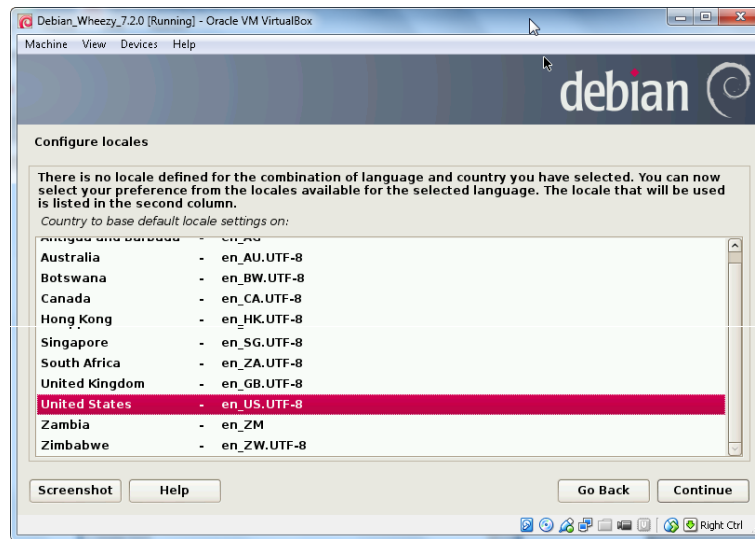 Debian_Wheezy_7.2.0 [Running] - Oracle VM VirtualBox
Machine View Devices Help
debian
Configure locales
There is no locale defined for the combination of language and country you have selected. You can now
select your preference from the locales available for the selected language. The locale that will be used
is listed in the second column.
Country to base default locale settings on:
Antigua and Barbuda - en_AG
Australia - en_AU.UTF-8
Botswana - en_BW.UTF-8
Canada - en_CA.UTF-8
Hong Kong - en_HK.UTF-8
Singapore - en_SG.UTF-8
South Africa - en_ZA.UTF-8
United Kingdom - en_GB.UTF-8
United States - en_US.UTF-8
Zambia - en_ZM
Zimbabwe - en_ZW.UTF-8
Screenshot Help Go Back Continue
Right Ctrl